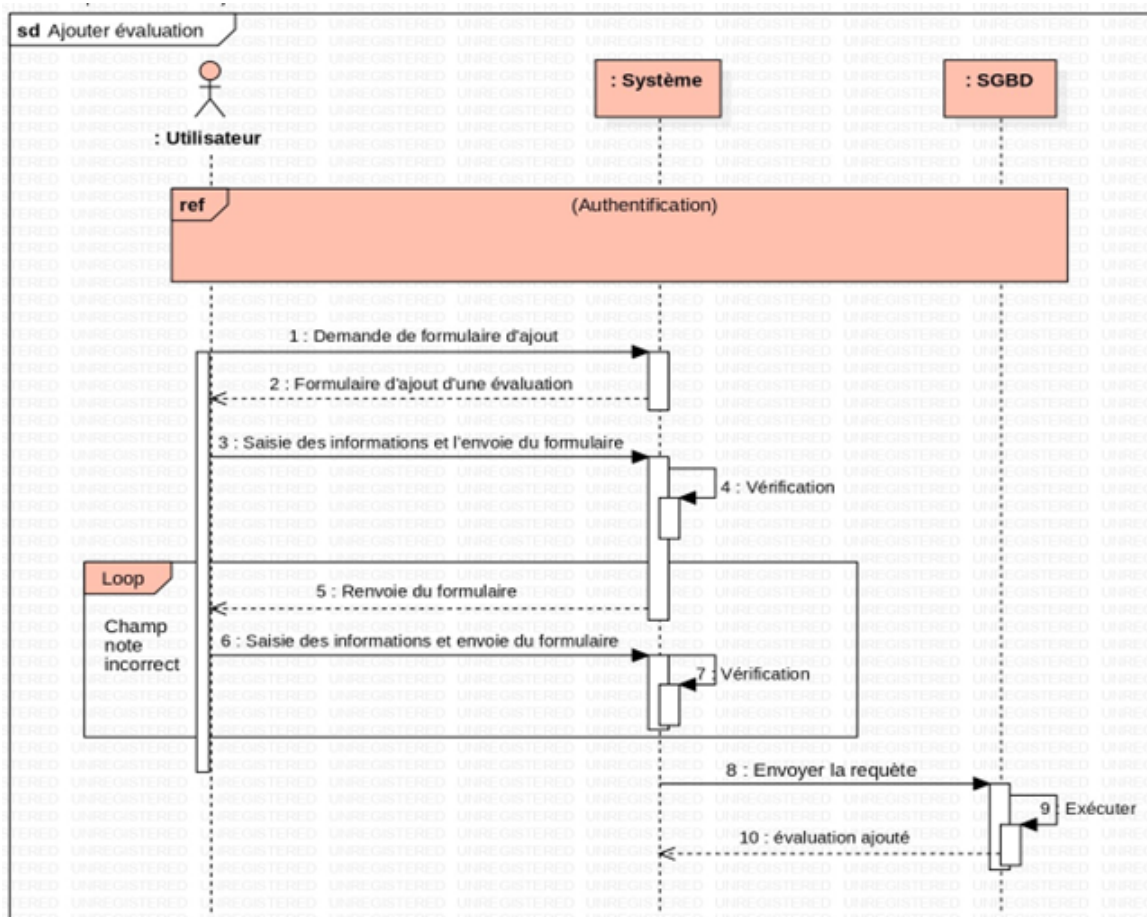 sd Ajouter évaluation
: Utilisateur
: Système
: SGBD
ref
(Authentification)
1 : Demande de formulaire d'ajout
2 : Formulaire d'ajout d'une évaluation
3 : Saisie des informations et l'envoie du formulaire
4 : Vérification
Loop
5 : Renvoie du formulaire
Champ
note
incorrect
6 : Saisie des informations et envoie du formulaire
7 : Vérification
8 : Envoyer la requête
9 : Exécuter
10 : évaluation ajouté
UNREGISTERED